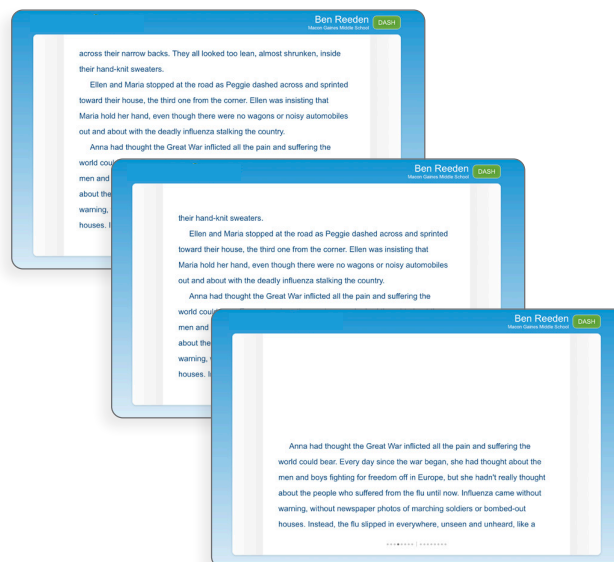 Ben Reeden
DASH
Macon Gaines Middle School
across their narrow backs. They all looked too lean, almost shrunken, inside
their hand-knit sweaters.
Ellen and Maria stopped at the road as Peggie dashed across and sprinted
toward their house, the third one from the corner. Ellen was insisting that
Maria hold her hand, even though there were no wagons or noisy automobiles
out and about with the deadly influenza stalking the country.
Anna had thought the Great War inflicted all the pain and suffering the
world
men and
about the
warning,
houses.
Ben Reeden
DASH
Macon Gaines Middle School
their hand-knit sweaters.
Ellen and Maria stopped at the road as Peggie dashed across and sprinted
toward their house, the third one from the corner. Ellen was insisting that
Maria hold her hand, even though there were no wagons or noisy automobiles
out and about with the deadly influenza stalking the country.
Anna had thought the Great War inflicted all the pain and suffering the
world
men and
about the
warning,
houses.
Ben Reeden
DASH
Macon Gaines Middle School
Anna had thought the Great War inflicted all the pain and suffering the
world could bear. Every day since the war began, she had thought about the
men and boys fighting for freedom off in Europe, but she hadn't really thought
about the people who suffered from the flu until now. Influenza came without
warning, without newspaper photos of marching soldiers or bombed-out
houses. Instead, the flu slipped in everywhere, unseen and unheard, like a